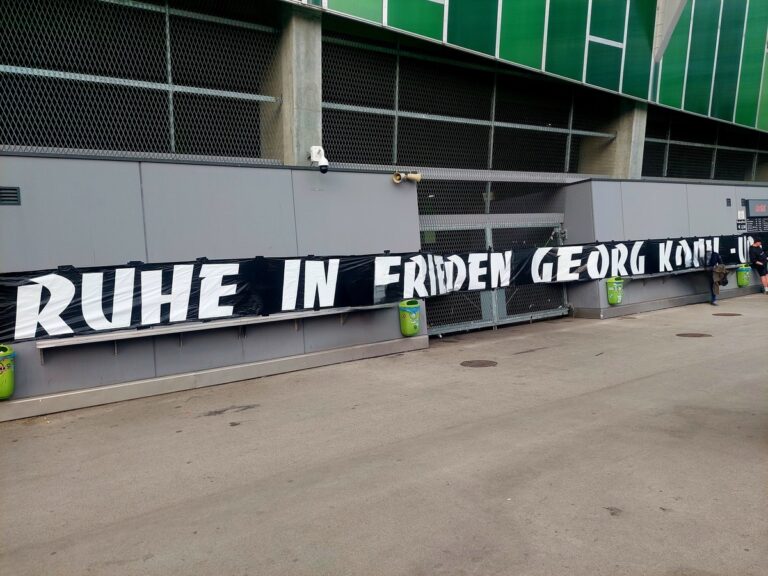 RUHE IN FRIEDEN GEORG